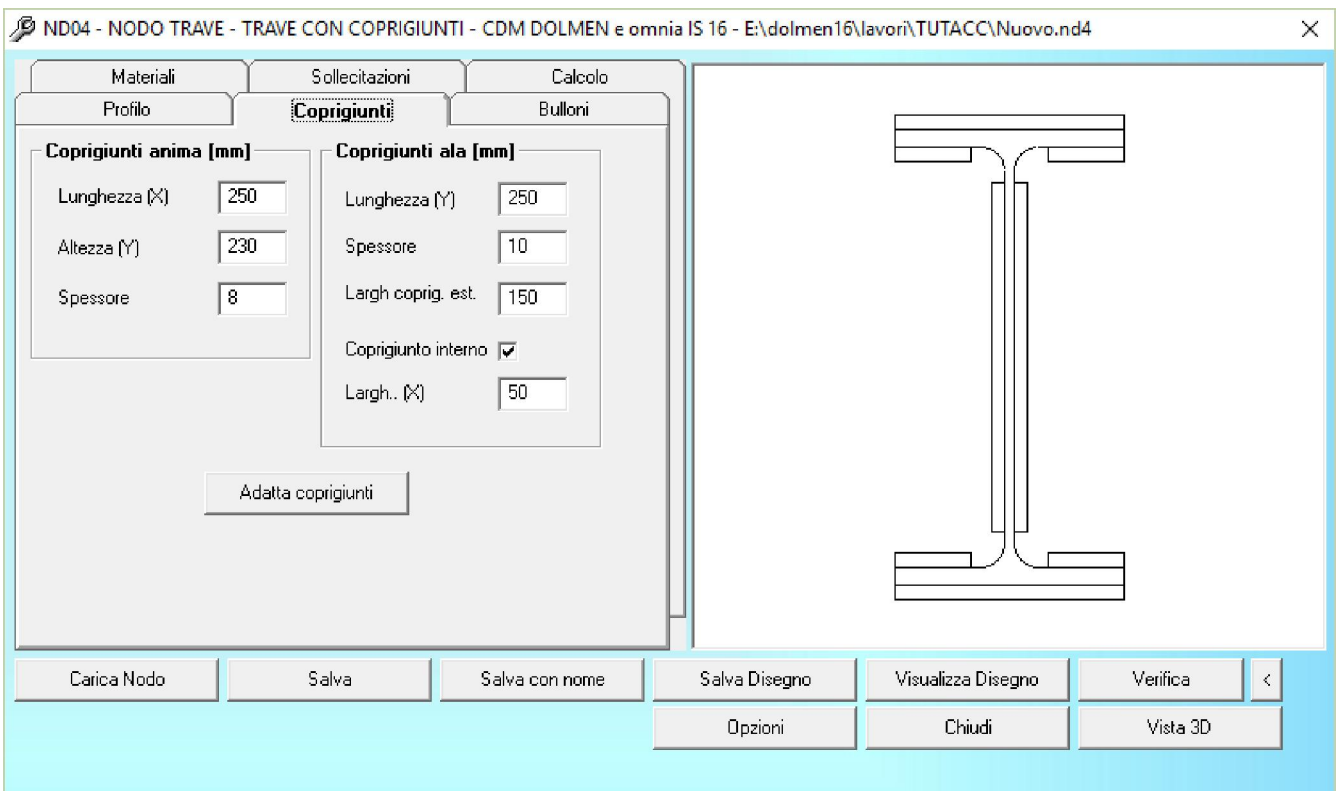 ND04 - NODO TRAVE - TRAVE CON COPRIGIUNTI - CDM DOLMEN e omnia IS 16 - E:\dolmen16\lavori\TUTACC\Nuovo.nd4
Materiali Sollecitazioni Calcolo
Profilo Coprigiunti Bulloni
Coprigiunti anima [mm]
Lunghezza (X) 250
Altezza (Y) 230
Spessore 8
Coprigiunti ala [mm]
Lunghezza (Y) 250
Spessore 10
Largh coprig. est. 150
Coprigiunto interno
Largh.. (X) 50
Adatta coprigiunti
Carica Nodo Salva Salva con nome Salva Disegno Visualizza Disegno Verifica <
Opzioni Chiudi Vista 3D